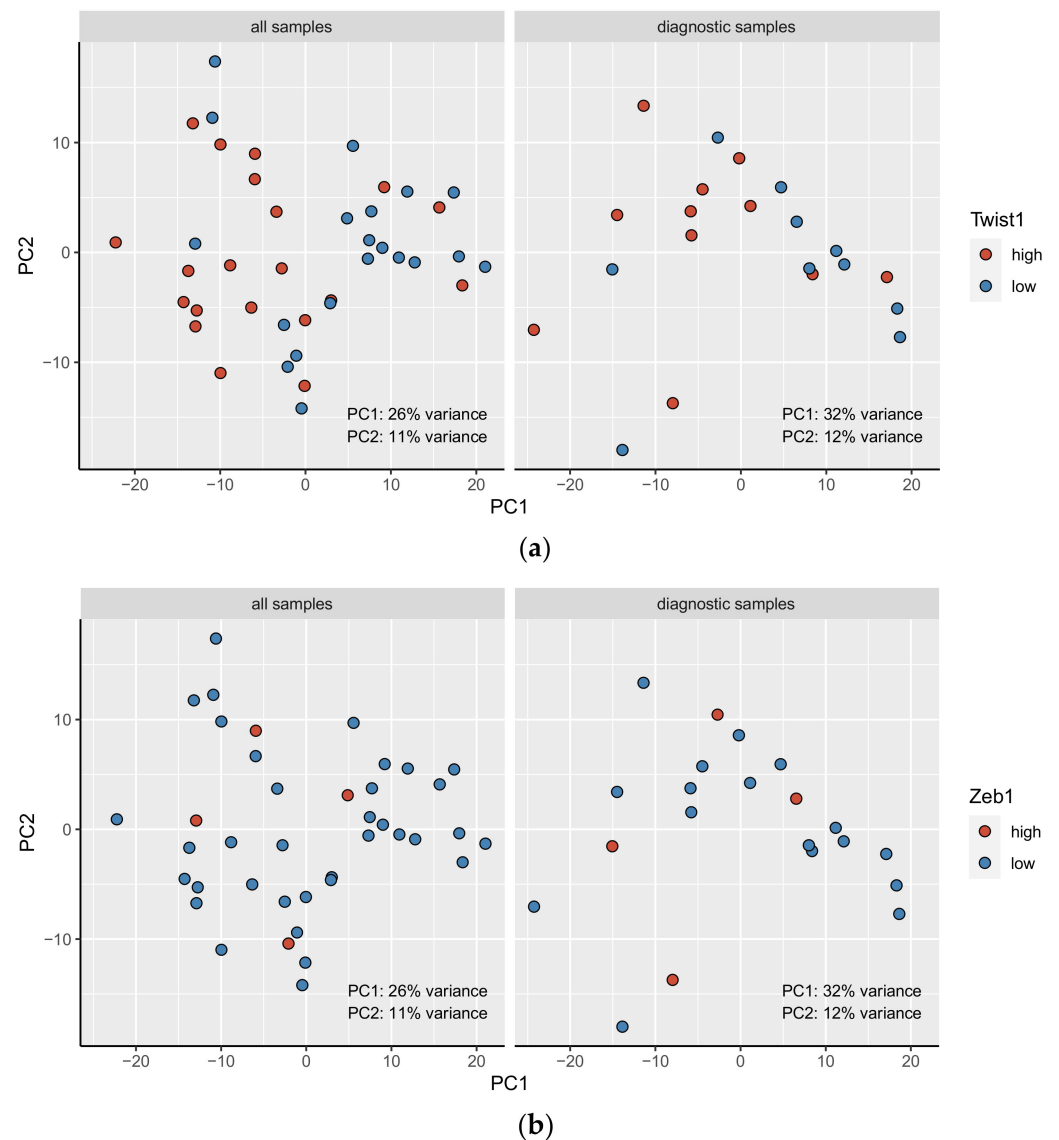 all samples
diagnostic samples
10
0
−10
PC2
PC1: 26% variance
PC2: 11% variance
PC1: 32% variance
PC2: 12% variance
−20 −10 0 10 20
−20 −10 0 10 20
PC1
Twist1
high
low
(a)
all samples
diagnostic samples
10
0
−10
PC2
PC1: 26% variance
PC2: 11% variance
PC1: 32% variance
PC2: 12% variance
−20 −10 0 10 20
−20 −10 0 10 20
PC1
Zeb1
high
low
(b)